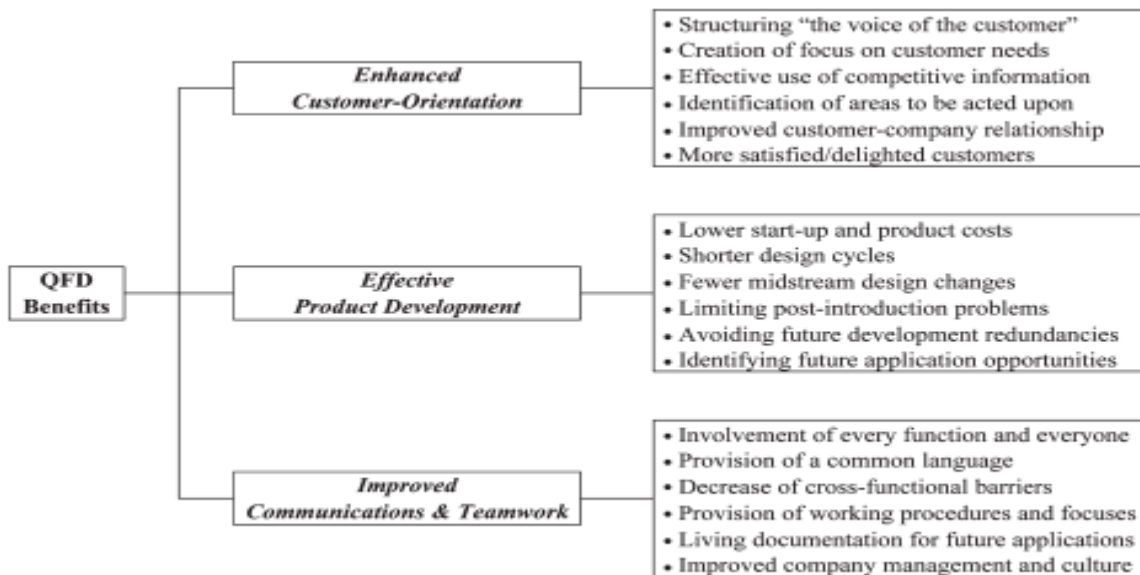 QFD
Benefits
Enhanced
Customer-Orientation
• Structuring “the voice of the customer”
• Creation of focus on customer needs
• Effective use of competitive information
• Identification of areas to be acted upon
• Improved customer-company relationship
• More satisfied/delighted customers
Effective
Product Development
• Lower start-up and product costs
• Shorter design cycles
• Fewer midstream design changes
• Limiting post-introduction problems
• Avoiding future development redundancies
• Identifying future application opportunities
Improved
Communications & Teamwork
• Involvement of every function and everyone
• Provision of a common language
• Decrease of cross-functional barriers
• Provision of working procedures and focuses
• Living documentation for future applications
• Improved company management and culture